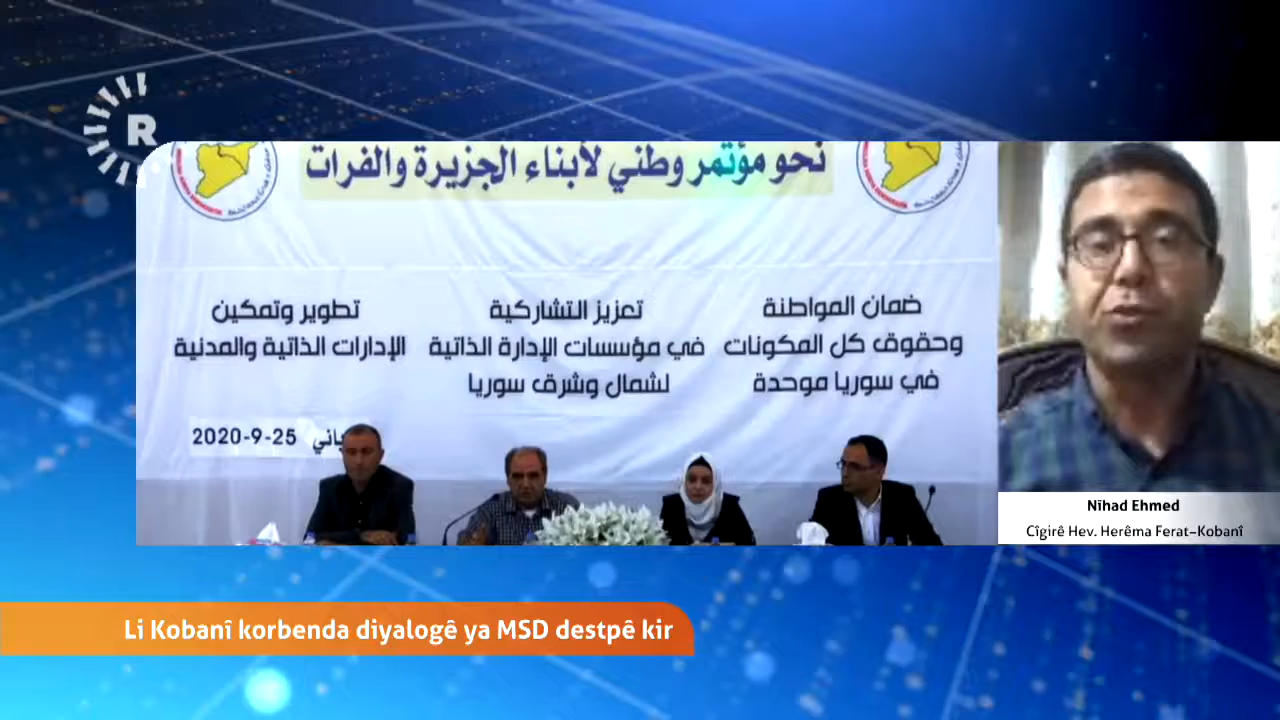 R
نحو مؤتمر وطني لأبناء الجزيرة والفرات
ضمان المواطنة
وحقوق كل المكونات
في سوريا موحدة
تعزيز التشاركية
في مؤسسات الإدارة الذاتية
لشمال وشرق سوريا
تطوير وتمكين
الإدارات الذاتية والمدنية
25-9-2020
Nîhad Ehmed
Cîgirê Hev. Herêma Ferat-Kobanî
Li Kobanî korbenda diyalogê ya MSD destpê kir